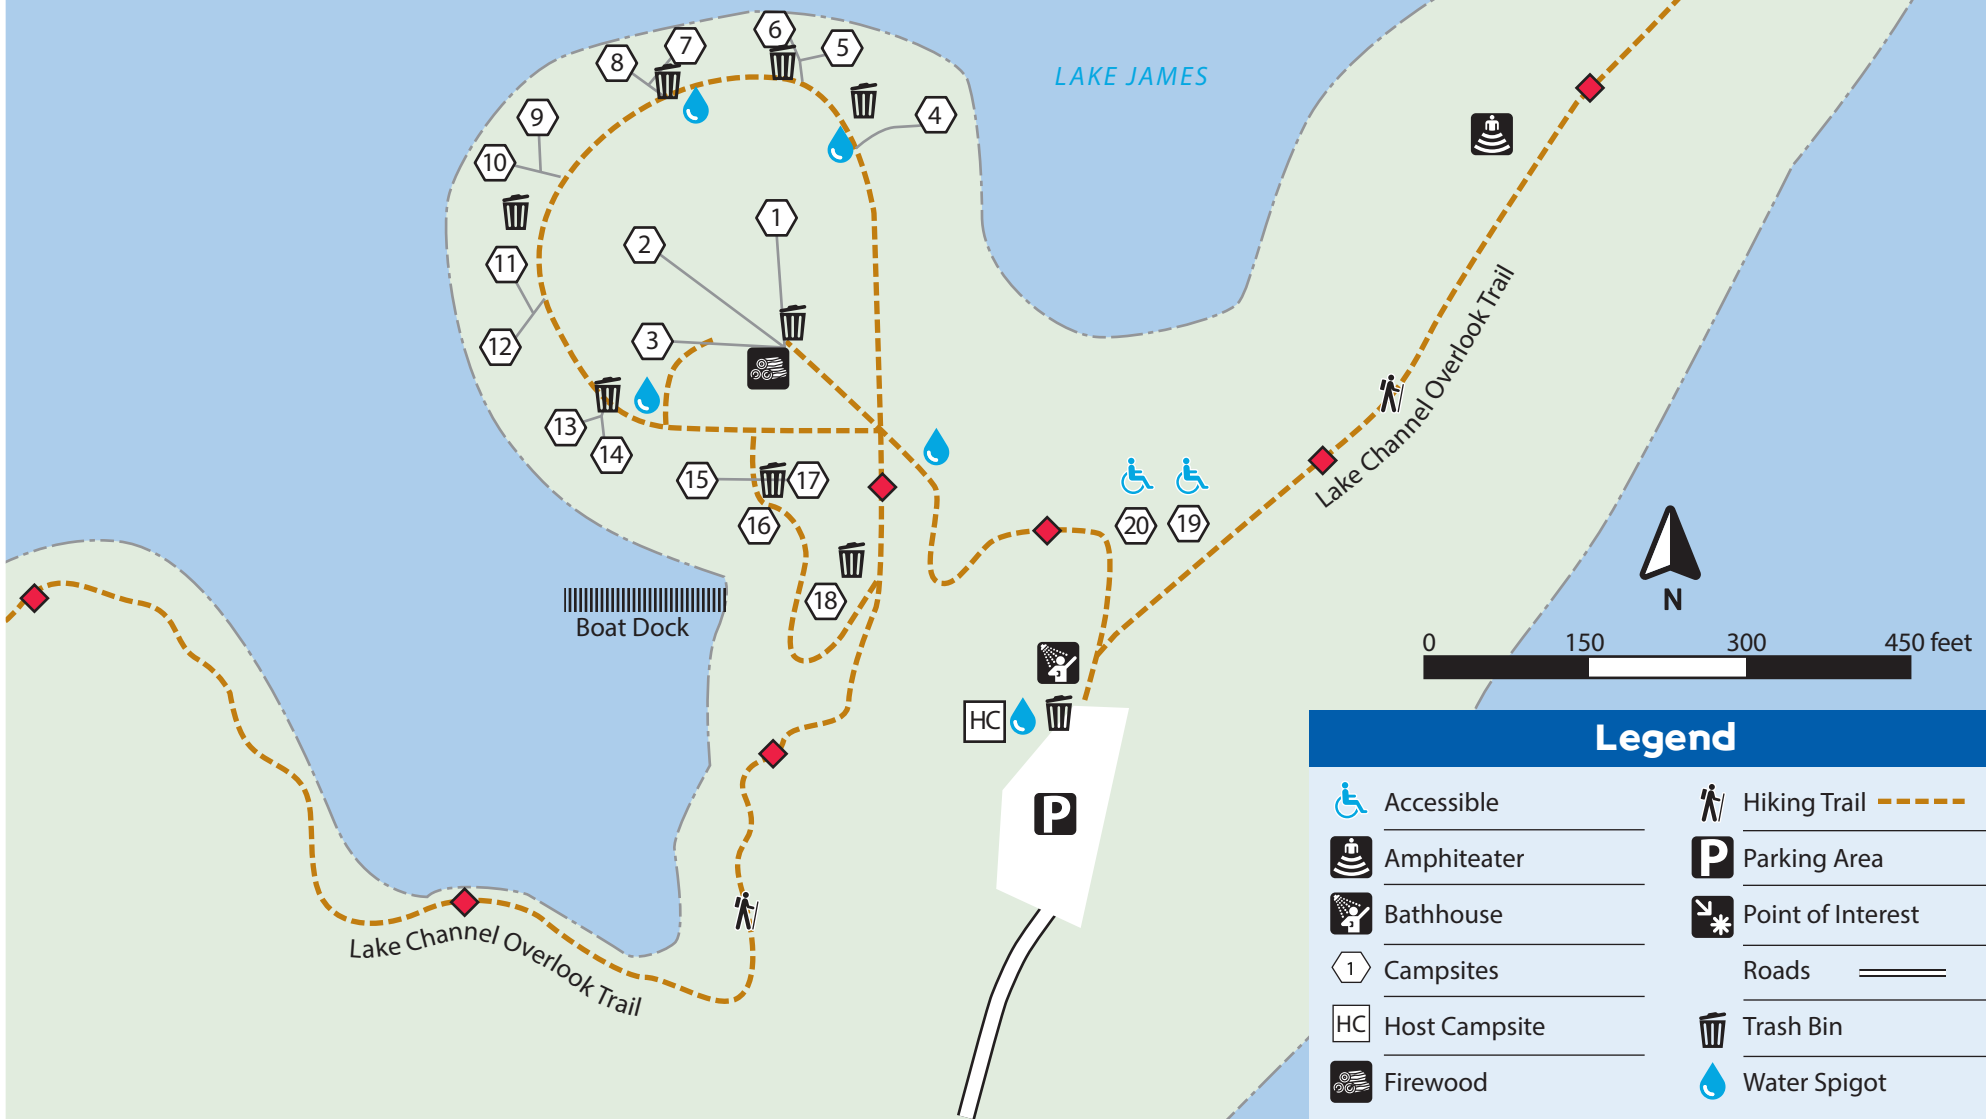 6
7
5
8
LAKE JAMES
9
4
10
1
2
11
3
12
13
14
15
17
16
20
19
18
Boat Dock
HC
P
Lake Channel Overlook Trail
Lake Channel Overlook Trail
N
0 150 300 450 feet
Legend
Accessible
Amphiteater
Bathhouse
1 Campsites
HC Host Campsite
Firewood
Hiking Trail
P Parking Area
Point of Interest
Roads
Trash Bin
Water Spigot